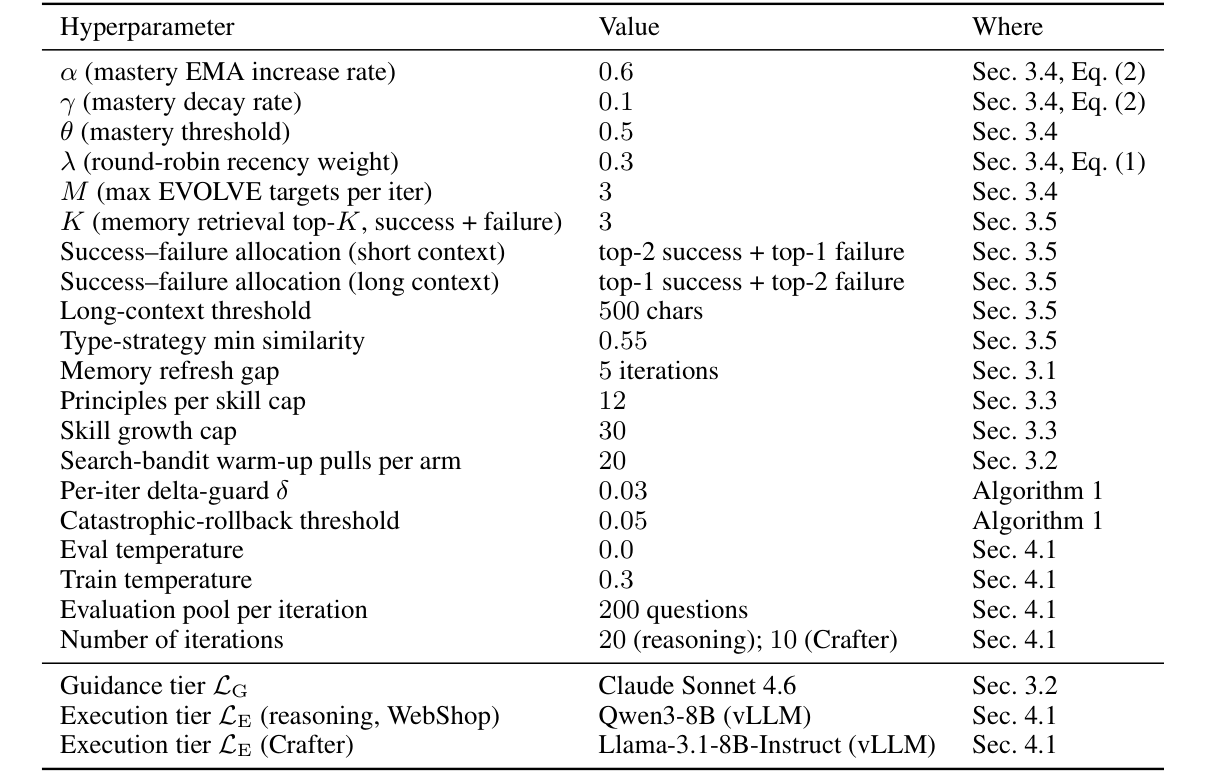 Hyperparameter Value Where
α (mastery EMA increase rate) 0.6 Sec. 3.4, Eq. (2)
γ (mastery decay rate) 0.1 Sec. 3.4, Eq. (2)
θ (mastery threshold) 0.5 Sec. 3.4
λ (round-robin recency weight) 0.3 Sec. 3.4, Eq. (1)
M (max EVOLVE targets per iter) 3 Sec. 3.4
K (memory retrieval top-K, success + failure) 3 Sec. 3.5
Success–failure allocation (short context) top-2 success + top-1 failure Sec. 3.5
Success–failure allocation (long context) top-1 success + top-2 failure Sec. 3.5
Long-context threshold 500 chars Sec. 3.5
Type-strategy min similarity 0.55 Sec. 3.5
Memory refresh gap 5 iterations Sec. 3.1
Principles per skill cap 12 Sec. 3.3
Skill growth cap 30 Sec. 3.3
Search-bandit warm-up pulls per arm 20 Sec. 3.2
Per-iter delta-guard δ 0.03 Algorithm 1
Catastrophic-rollback threshold 0.05 Algorithm 1
Eval temperature 0.0 Sec. 4.1
Train temperature 0.3 Sec. 4.1
Evaluation pool per iteration 200 questions Sec. 4.1
Number of iterations 20 (reasoning); 10 (Crafter) Sec. 4.1
Guidance tier ℒG Claude Sonnet 4.6 Sec. 3.2
Execution tier ℒE (reasoning, WebShop) Qwen3-8B (vLLM) Sec. 4.1
Execution tier ℒE (Crafter) Llama-3.1-8B-Instruct (vLLM) Sec. 4.1